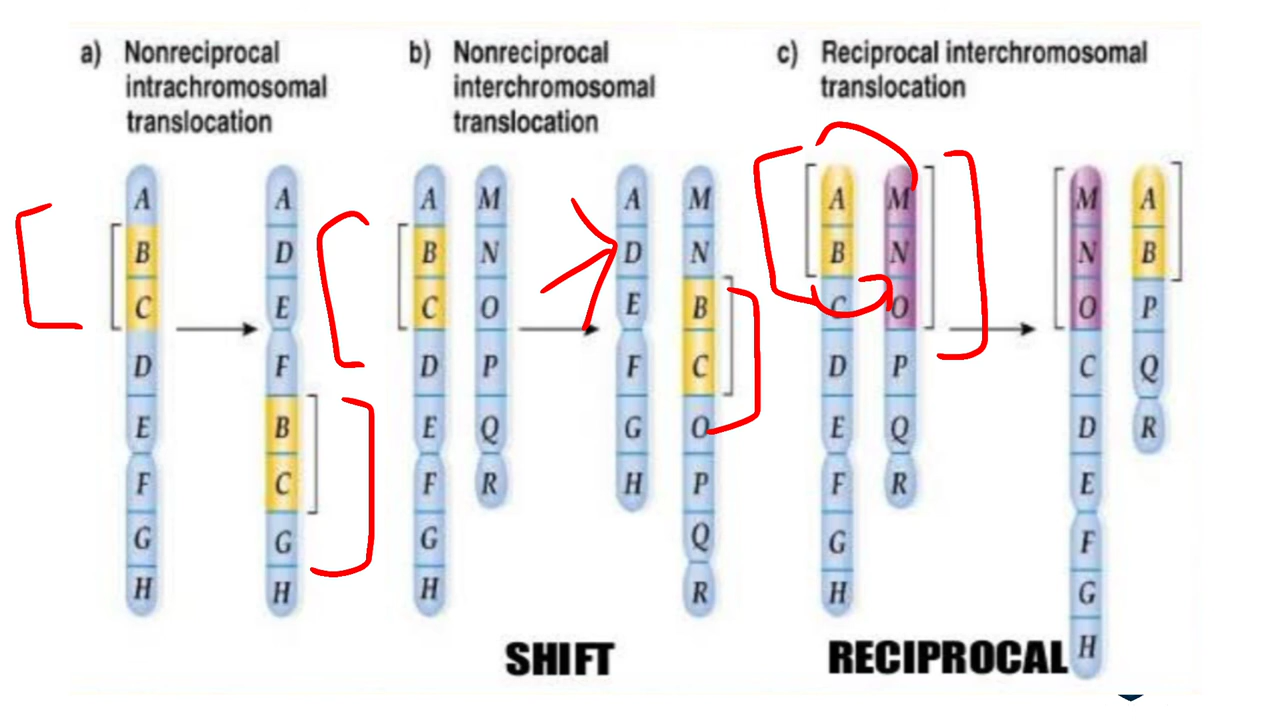 a) Nonreciprocal
intrachromosomal
translocation
b) Nonreciprocal
interchromosomal
translocation
c) Reciprocal interchromosomal
translocation
A
B
C
D
E
F
G
H
A
D
E
F
B
C
G
H
A
B
C
D
E
F
G
H
M
N
O
P
Q
R
A
D
E
F
G
H
M
N
B
C
O
P
Q
R
A
B
C
D
E
F
G
H
M
N
O
P
Q
R
M
N
O
C
D
E
F
G
H
A
B
P
Q
R
SHIFT
RECIPROCAL